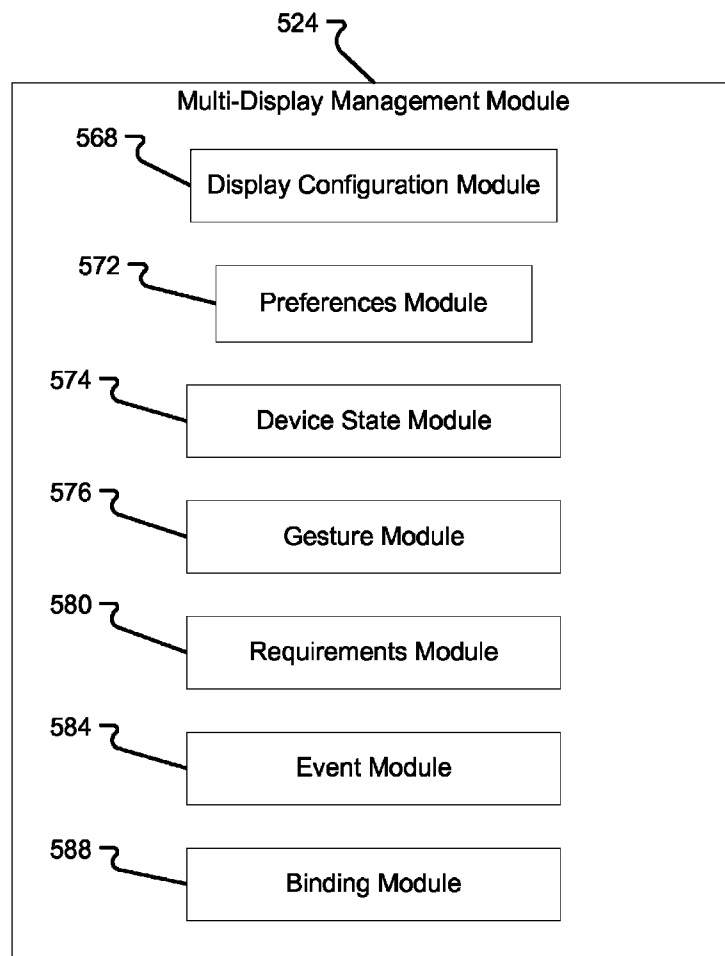 524
Multi-Display Management Module
568
Display Configuration Module
572
Preferences Module
574
Device State Module
576
Gesture Module
580
Requirements Module
584
Event Module
588
Binding Module